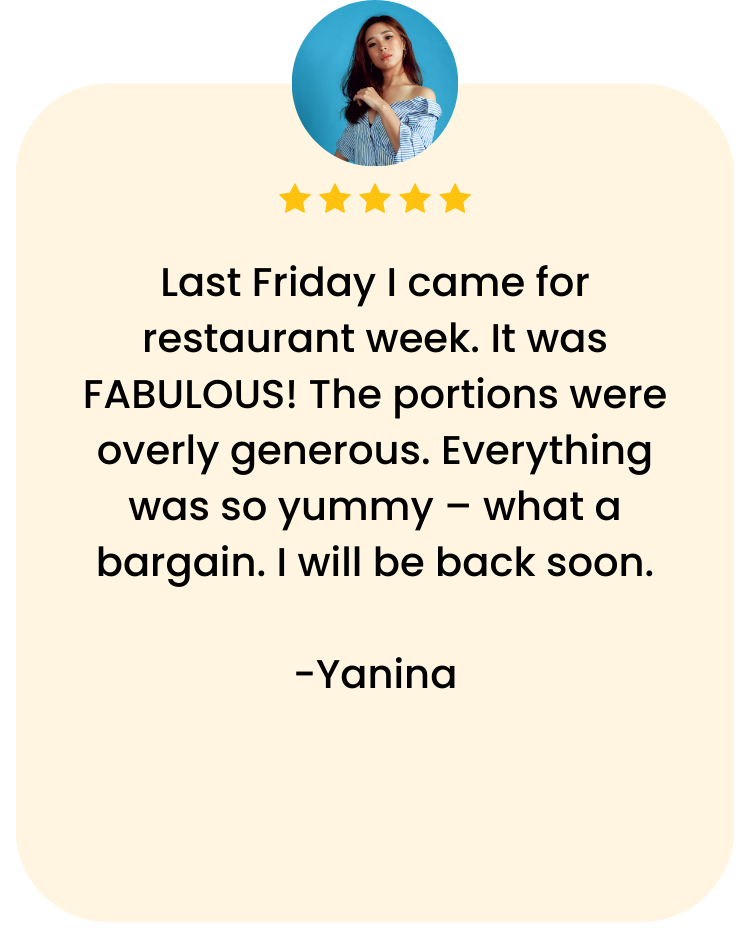 Last Friday I came for
restaurant week. It was
FABULOUS! The portions were
overly generous. Everything
was so yummy – what a
bargain. I will be back soon.
-Yanina